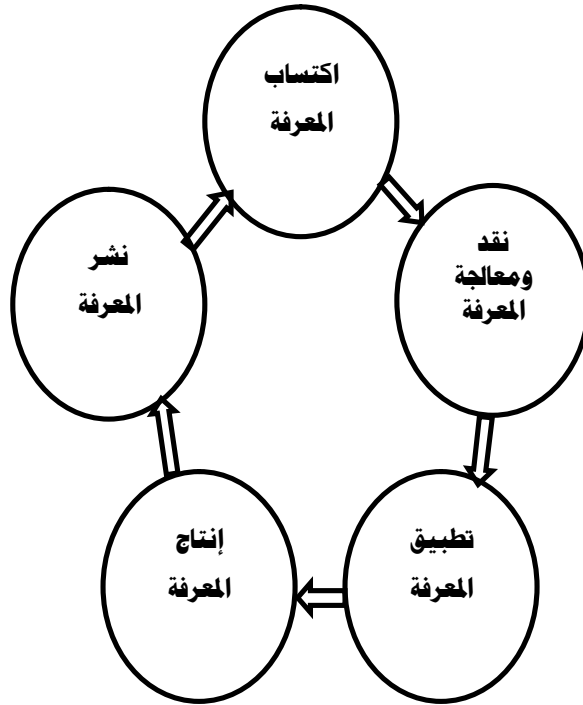 اكتساب
المعرفة
نقد
ومعالجة
المعرفة
تطبيق
المعرفة
إنتاج
المعرفة
نشر
المعرفة